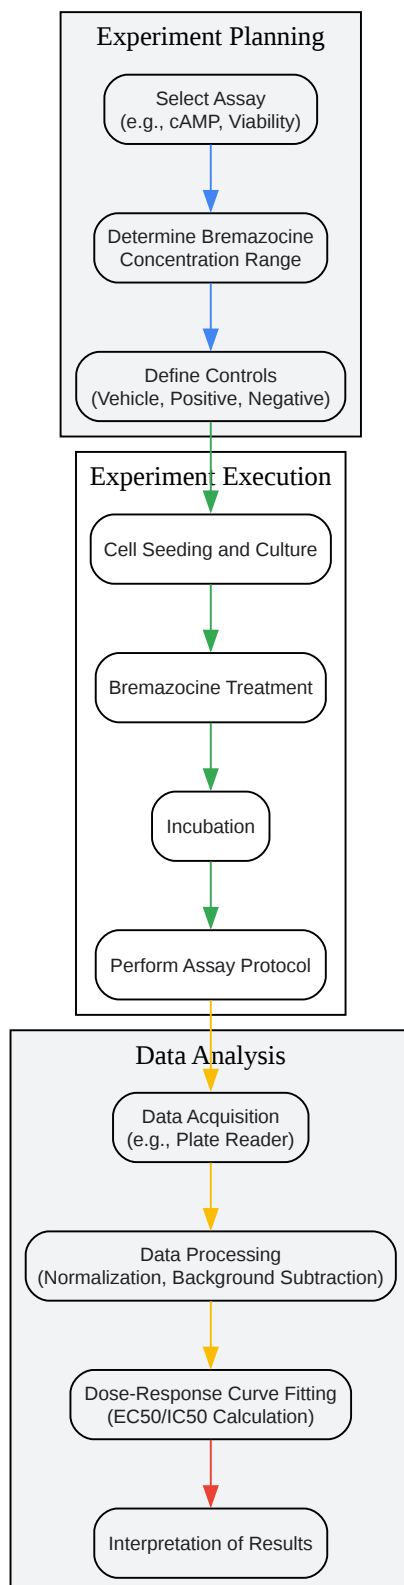 Experiment Planning
Select Assay
(e.g., cAMP, Viability)
Determine Bremazocine
Concentration Range
Define Controls
(Vehicle, Positive, Negative)
Experiment Execution
Cell Seeding and Culture
Bremazocine Treatment
Incubation
Perform Assay Protocol
Data Analysis
Data Acquisition
(e.g., Plate Reader)
Data Processing
(Normalization, Background Subtraction)
Dose-Response Curve Fitting
(EC50/IC50 Calculation)
Interpretation of Results